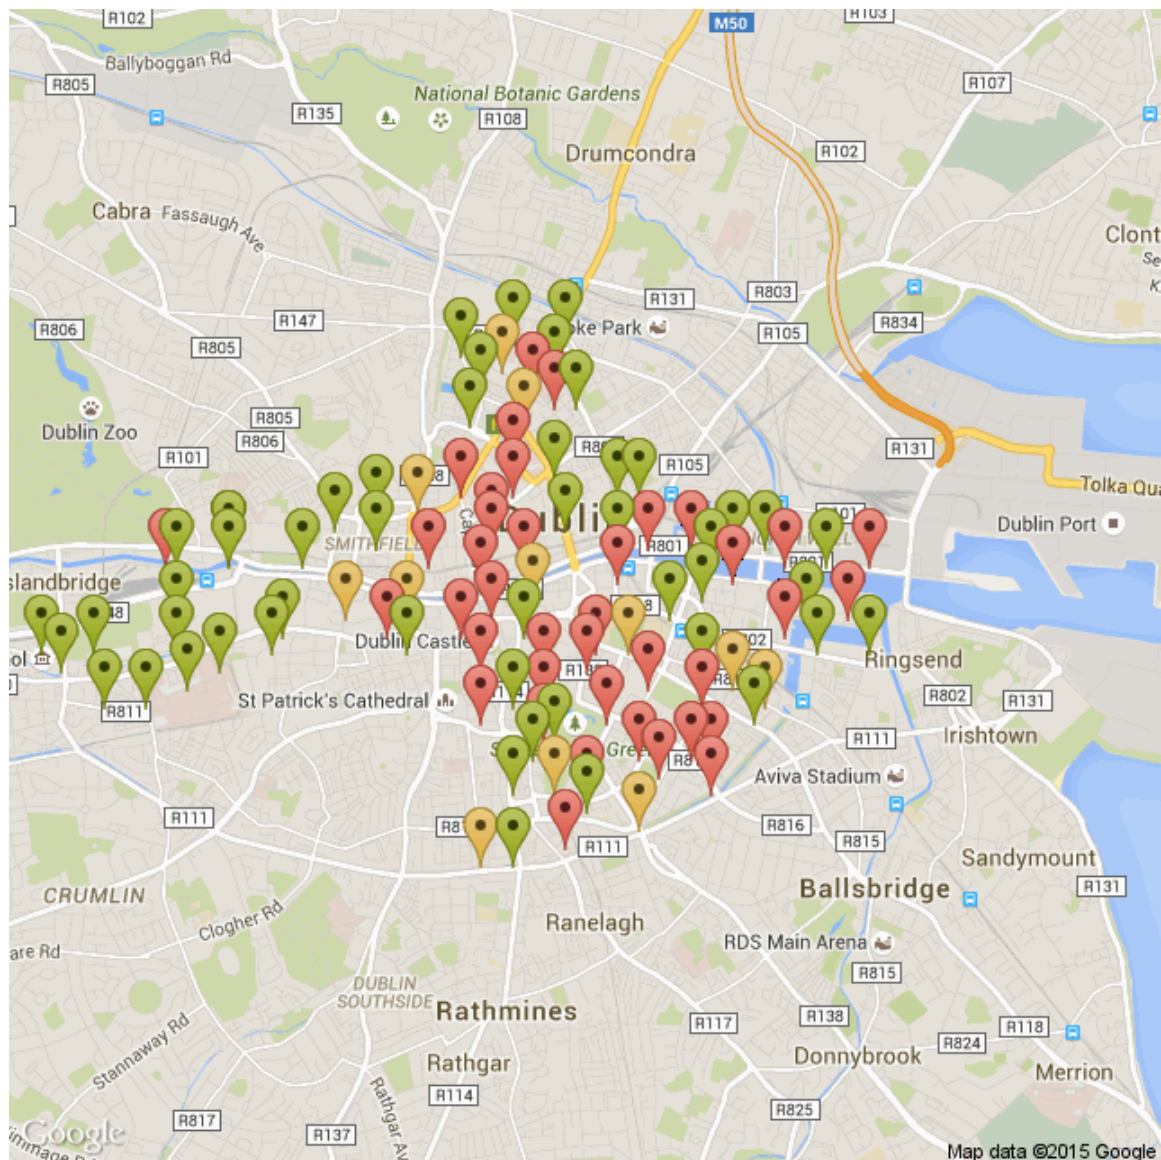 R102
M50
R103
Ballyboggan Rd
R805
R107
National Botanic Gardens
R135
R108
R102
Drumcondra
Cabra
Fassaugh Ave
Clont
R803
R131
R147
R806
R834
R105
R805
Dublin Zoo
R805
R806
R101
R131
R105
Tolka Qua
Dublin Port
SMITHFIELD
R801
slandbridge
Dublin Castle
Ringsend
St Patrick's Cathedral
R802
R131
R811
Irishtown
R111
Aviva Stadium
R111
R816
R815
R111
Sandymount
R131
CRUMLIN
Ballsbridge
Clogher Rd
Ranelagh
are Rd
RDS Main Arena
R815
DUBLIN
SOUTHSIDE
Rathmines
R117
R138
R118
R824
Stannaway Rd
Donnybrook
Rathgar
Merrion
R114
Rathgar Av
R825
R817
R137
Google
Map data ©2015 Google